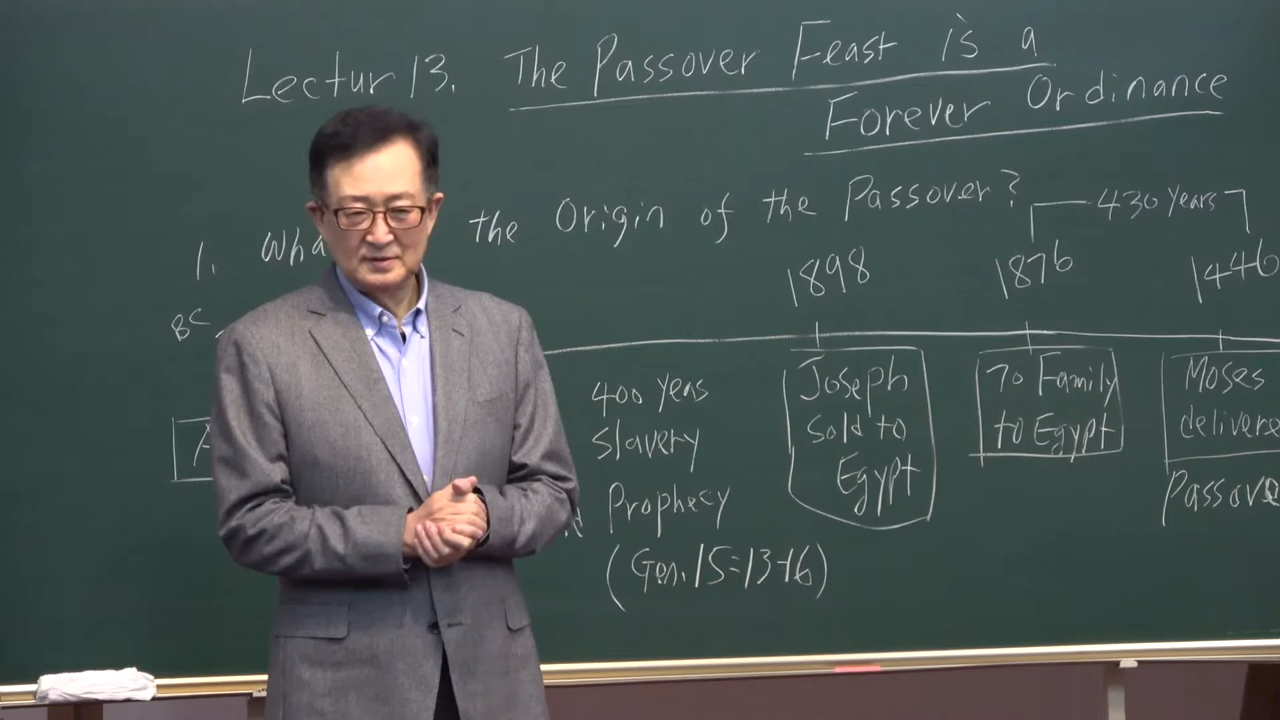 Lectur 13. The Passover Feast is a
Forever Ordinance
1. Wha the Origin of the Passover?
430 years
BC
1898
1876
1446
A
400 yeas
slavery
Prophecy
(Gen. 15:13-16)
Joseph
sold to
Egypt
70 Family
to Egypt
Moses
delivere
Passove